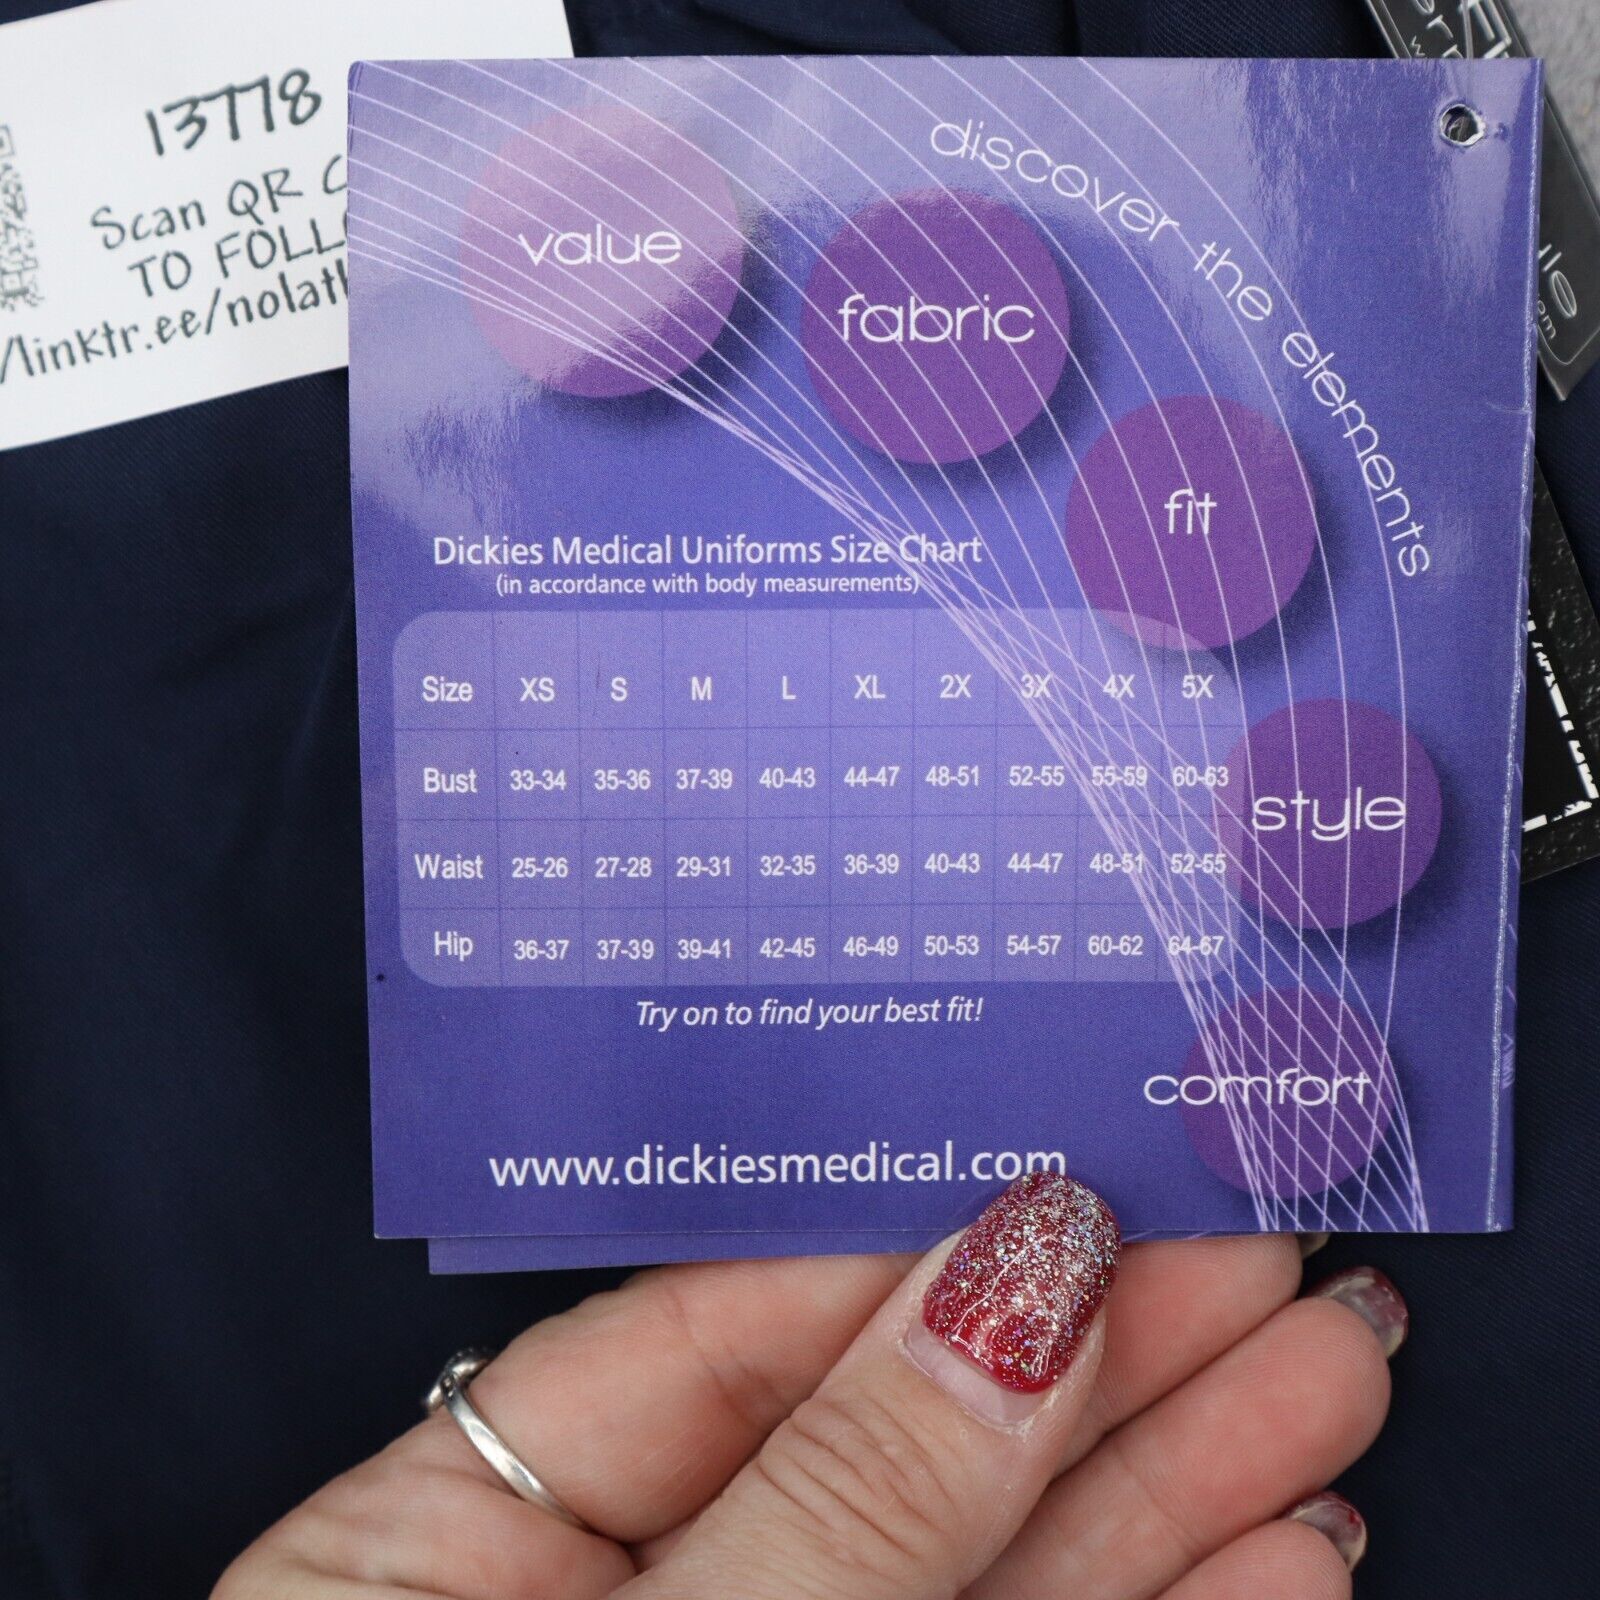 13778
Scan QR
TO
/linktr.ee/nolath
value
fabric
fit
style
comfort
discover the elements
Dickies Medical Uniforms Size Chart
(in accordance with body measurements)
Size XS S M L XL 2X 3X 4X 5X
Bust 33-34 35-36 37-39 40-43 44-47 48-51 52-55 55-59 60-63
Waist 25-26 27-28 29-31 32-35 36-39 40-43 44-47 48-51 52-55
Hip 36-37 37-39 39-41 42-45 46-49 50-53 54-57 60-62 64-67
Try on to find your best fit!
www.dickiesmedical.com